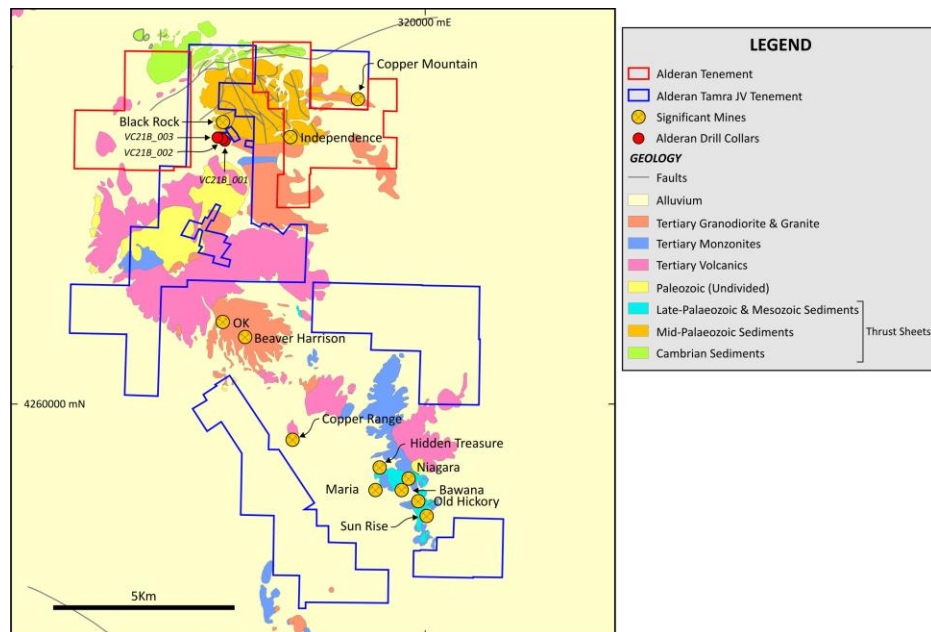 320000 mE
Copper Mountain
Black Rock
VC21B_003
Independence
VC21B_002
VC21B_001
OK
Beaver Harrison
4260000 mN
Copper Range
Hidden Treasure
Niagara
Maria
Bawana
Old Hickory
Sun Rise
5Km
LEGEND
Alderan Tenement
Alderan Tamra JV Tenement
Significant Mines
Alderan Drill Collars
GEOLOGY
Faults
Alluvium
Tertiary Granodiorite & Granite
Tertiary Monzonites
Tertiary Volcanics
Paleozoic (Undivided)
Late-Palaeozoic & Mesozoic Sediments
Mid-Palaeozoic Sediments
Thrust Sheets
Cambrian Sediments